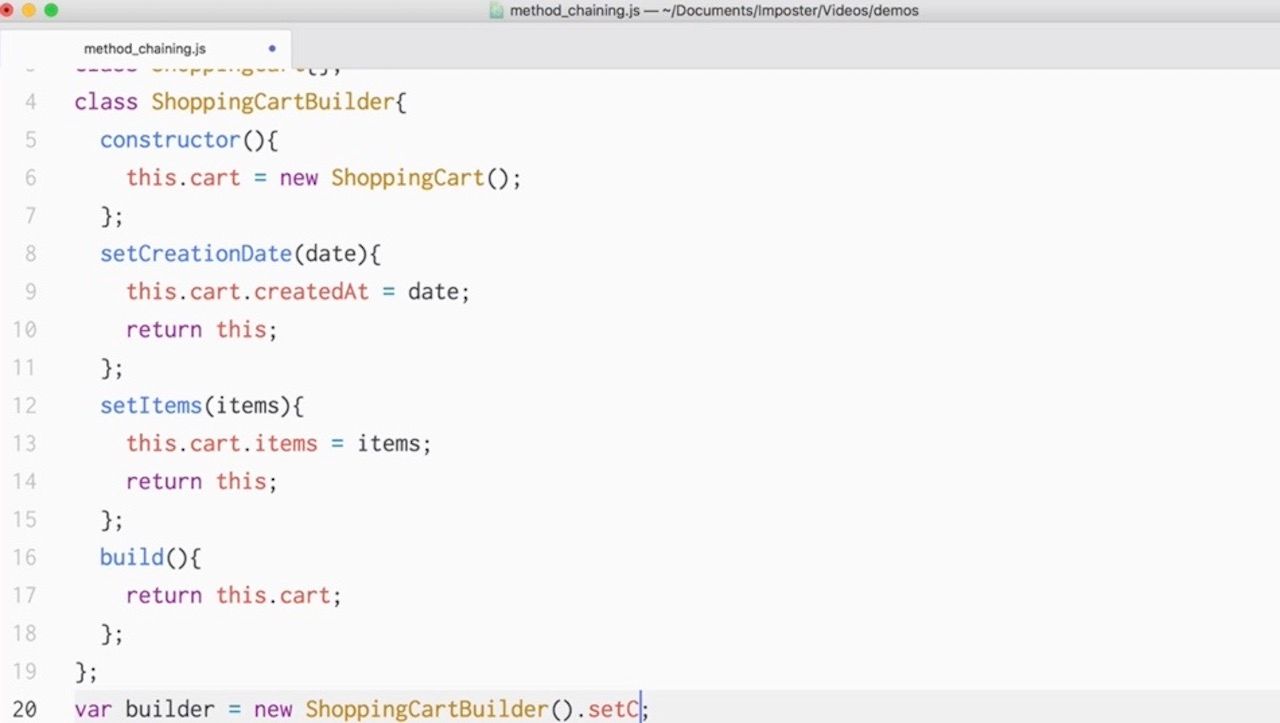 method_chaining.js — ~/Documents/Imposter/Videos/demos
method_chaining.js
3 class ShoppingCart{};
4 class ShoppingCartBuilder{
5 constructor(){
6 this.cart = new ShoppingCart();
7 };
8 setCreationDate(date){
9 this.cart.createdAt = date;
10 return this;
11 };
12 setItems(items){
13 this.cart.items = items;
14 return this;
15 };
16 build(){
17 return this.cart;
18 };
19 };
20 var builder = new ShoppingCartBuilder().setC;